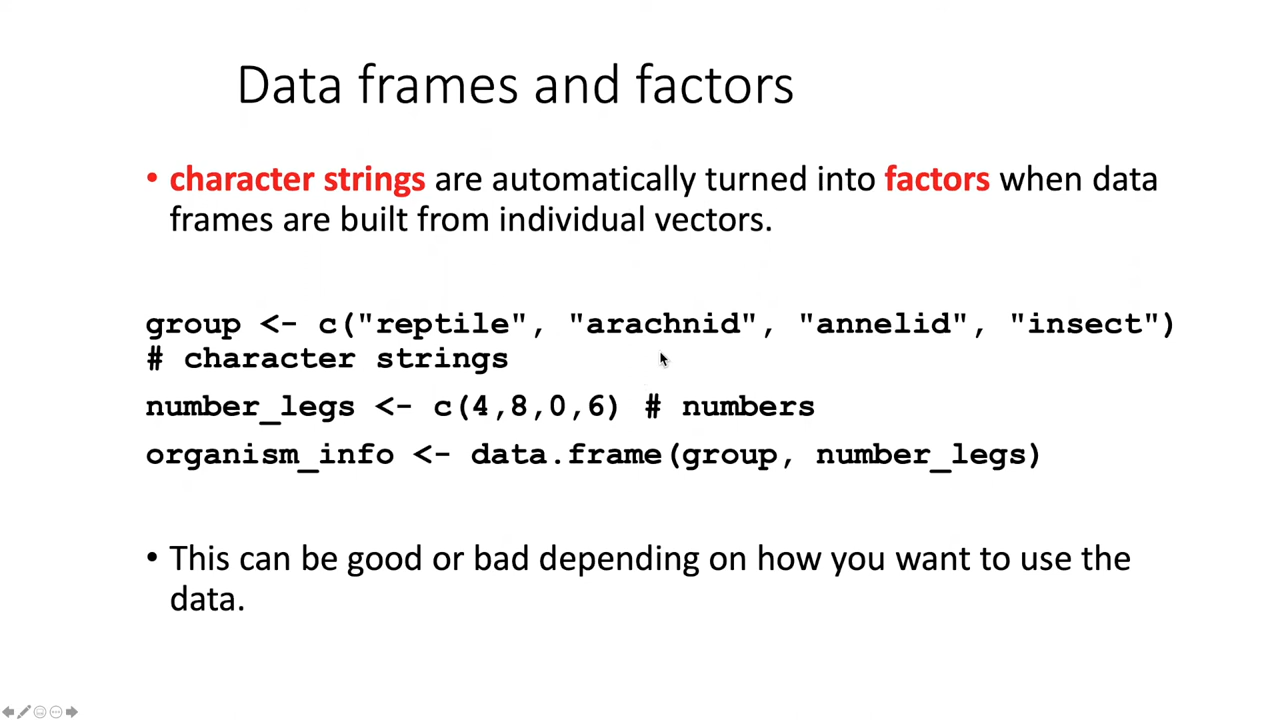 Data frames and factors
• character strings are automatically turned into factors when data
frames are built from individual vectors.
group <- c("reptile", "arachnid", "annelid", "insect")
# character strings
number_legs <- c(4,8,0,6) # numbers
organism_info <- data.frame(group, number_legs)
• This can be good or bad depending on how you want to use the
data.